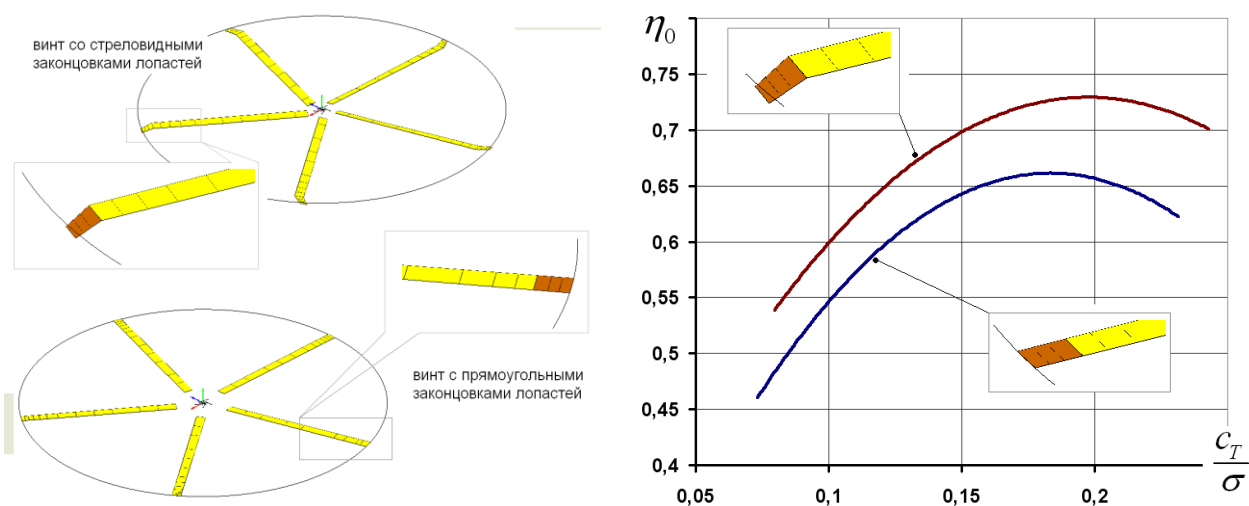 винт со стреловидными
законцовками лопастей
винт с прямоугольными
законцовками лопастей
η₀
0,75
0,7
0,65
0,6
0,55
0,5
0,45
0,4
0,05
0,1
0,15
0,2
C_T
σ